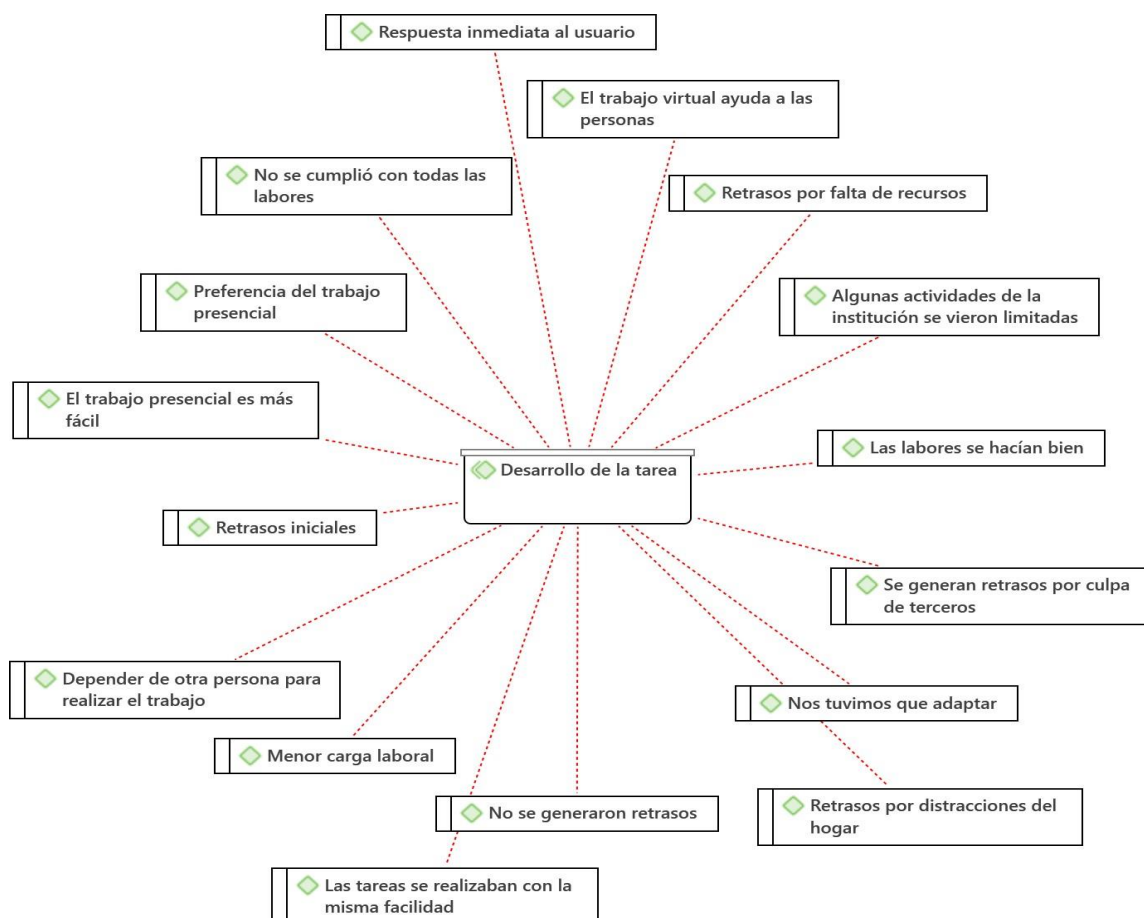 Respuesta inmediata al usuario
El trabajo virtual ayuda a las
personas
No se cumplió con todas las
labores
Retrasos por falta de recursos
Preferencia del trabajo
presencial
Algunas actividades de la
institución se vieron limitadas
El trabajo presencial es más
fácil
Las labores se hacían bien
Desarrollo de la tarea
Retrasos iniciales
Se generan retrasos por culpa
de terceros
Depender de otra persona para
realizar el trabajo
Nos tuvimos que adaptar
Menor carga laboral
No se generaron retrasos
Retrasos por distracciones del
hogar
Las tareas se realizaban con la
misma facilidad